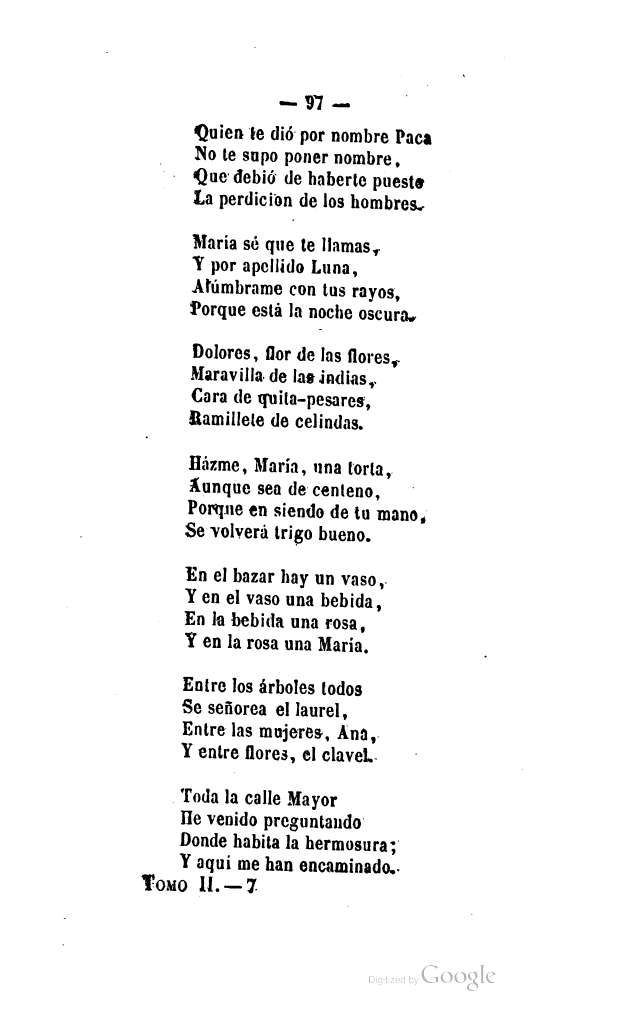 — 97 —
Quien te dió por nombre Paca
No te supo poner nombre,
Que debió de haberte puesto
La perdicion de los hombres.
María sé que te llamas,
Y por apellido Luna,
Alúmbrame con tus rayos,
Porque está la noche oscura.
Dolores, flor de las flores,
Maravilla de las indias,
Cara de quita-pesares,
Ramillete de celindas.
Házme, María, una torta,
Aunque sea de centeno,
Porque en siendo de tu mano,
Se volverá trigo bueno.
En el bazar hay un vaso,
Y en el vaso una bebida,
En la bebida una rosa,
Y en la rosa una María.
Entre los árboles todos
Se señorea el laurel,
Entre las mujeres, Ana,
Y entre flores, el clavel.
Toda la calle Mayor
He venido preguntando
Donde habita la hermosura;
Y aqui me han encaminado.
Tomo II.—7
Digitized by Google